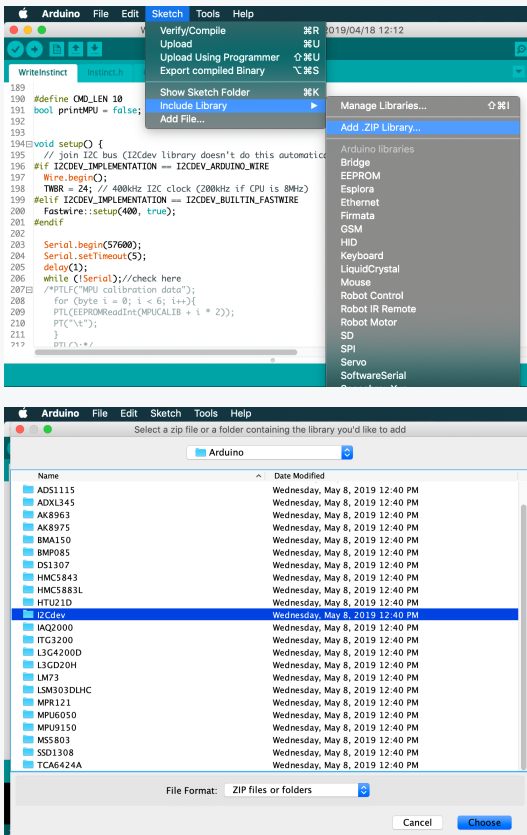 Arduino File Edit Sketch Tools Help
2019/04/18 12:12
Verify/Compile ⌘R
Upload ⌘U
Upload Using Programmer ⇧⌘U
Export compiled Binary ⌥⌘S
Show Sketch Folder ⌘K
Include Library ▶
Add File...
WriteInstinct Instinct.h
Manage Libraries... ⇧⌘I
Add .ZIP Library...
Arduino libraries
Bridge
EEPROM
Esplora
Ethernet
Firmata
GSM
HID
Keyboard
LiquidCrystal
Mouse
Robot Control
Robot IR Remote
Robot Motor
SD
SPI
Servo
SoftwareSerial
189
190 #define CMD_LEN 10
191 bool printMPU = false;
192
193
194 void setup() {
195 // join I2C bus (I2Cdev library doesn't do this automatic
196 #if I2CDEV_IMPLEMENTATION == I2CDEV_ARDUINO_WIRE
197 Wire.begin();
198 TWBR = 24; // 400kHz I2C clock (200kHz if CPU is 8MHz)
199 #elif I2CDEV_IMPLEMENTATION == I2CDEV_BUILTIN_FASTWIRE
200 Fastwire::setup(400, true);
201 #endif
202
203 Serial.begin(57600);
204 Serial.setTimeout(5);
205 delay(1);
206 while (!Serial);//check here
207 /*PTLF("MPU calibration data");
208 for (byte i = 0; i < 6; i++){
209 PTL(EEPROMReadInt(MPUCALIB + i * 2));
210 PT("\t");
211 }
212 PTL();*/
Arduino File Edit Sketch Tools Help
Select a zip file or a folder containing the library you'd like to add
Arduino
Name Date Modified
ADS1115 Wednesday, May 8, 2019 12:40 PM
ADXL345 Wednesday, May 8, 2019 12:40 PM
AK8963 Wednesday, May 8, 2019 12:40 PM
AK8975 Wednesday, May 8, 2019 12:40 PM
BMA150 Wednesday, May 8, 2019 12:40 PM
BMP085 Wednesday, May 8, 2019 12:40 PM
DS1307 Wednesday, May 8, 2019 12:40 PM
HMC5843 Wednesday, May 8, 2019 12:40 PM
HMC5883L Wednesday, May 8, 2019 12:40 PM
HTU21D Wednesday, May 8, 2019 12:40 PM
I2Cdev Wednesday, May 8, 2019 12:40 PM
IAQ2000 Wednesday, May 8, 2019 12:40 PM
ITG3200 Wednesday, May 8, 2019 12:40 PM
L3G4200D Wednesday, May 8, 2019 12:40 PM
L3GD20H Wednesday, May 8, 2019 12:40 PM
LM73 Wednesday, May 8, 2019 12:40 PM
LSM303DLHC Wednesday, May 8, 2019 12:40 PM
MPR121 Wednesday, May 8, 2019 12:40 PM
MPU6050 Wednesday, May 8, 2019 12:40 PM
MPU9150 Wednesday, May 8, 2019 12:40 PM
MS5803 Wednesday, May 8, 2019 12:40 PM
SSD1308 Wednesday, May 8, 2019 12:40 PM
TCA6424A Wednesday, May 8, 2019 12:40 PM
File Format: ZIP files or folders
Cancel Choose